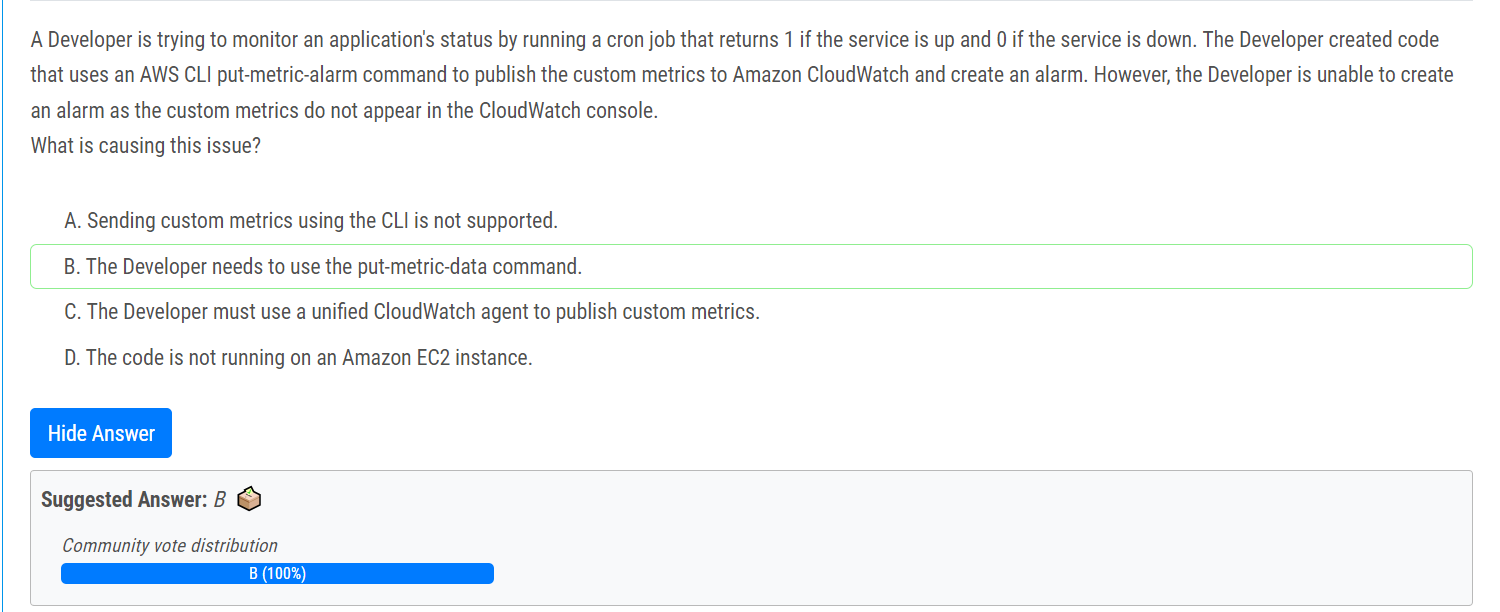 A Developer is trying to monitor an application's status by running a cron job that returns 1 if the service is up and 0 if the service is down. The Developer created code
that uses an AWS CLI put-metric-alarm command to publish the custom metrics to Amazon CloudWatch and create an alarm. However, the Developer is unable to create
an alarm as the custom metrics do not appear in the CloudWatch console.
What is causing this issue?
A. Sending custom metrics using the CLI is not supported.
B. The Developer needs to use the put-metric-data command.
C. The Developer must use a unified CloudWatch agent to publish custom metrics.
D. The code is not running on an Amazon EC2 instance.
Hide Answer
Suggested Answer: B
Community vote distribution
B (100%)